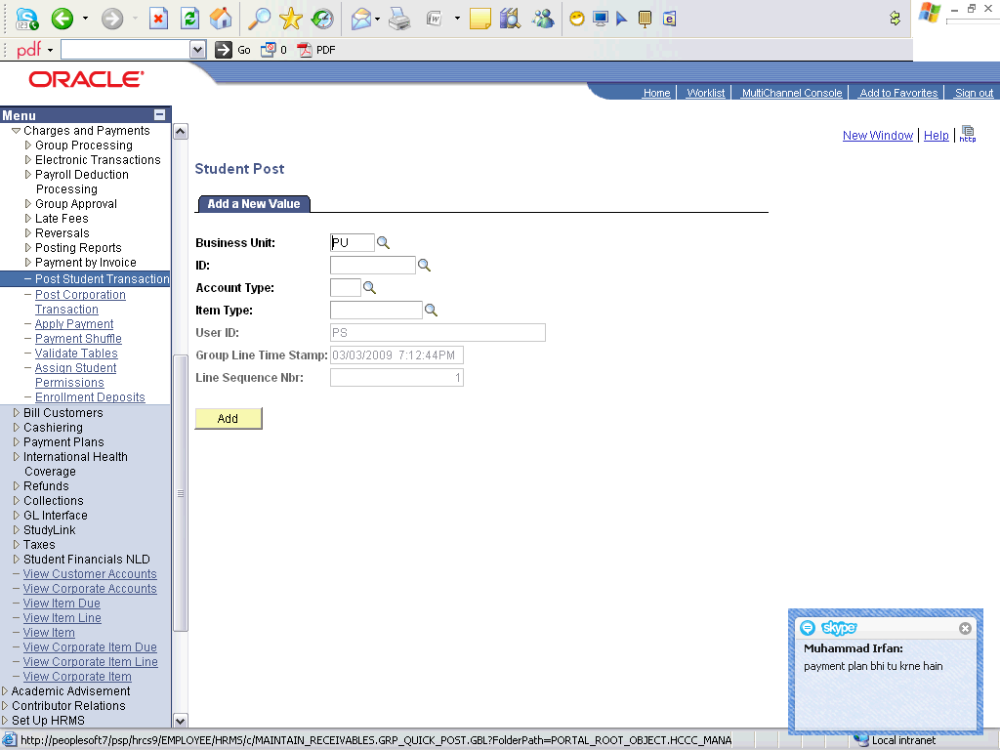 pdf
Go
0
PDF
ORACLE
Home
Worklist
MultiChannel Console
Add to Favorites
Sign out
New Window
Help
http
Menu
Charges and Payments
Group Processing
Electronic Transactions
Payroll Deduction
Processing
Group Approval
Late Fees
Reversals
Posting Reports
Payment by Invoice
Post Student Transaction
Post Corporation
Transaction
Apply Payment
Payment Shuffle
Validate Tables
Assign Student
Permissions
Enrollment Deposits
Bill Customers
Cashiering
Payment Plans
International Health
Coverage
Refunds
Collections
GL Interface
StudyLink
Taxes
Student Financials NLD
View Customer Accounts
View Corporate Accounts
View Item Due
View Item Line
View Item
View Corporate Item Due
View Corporate Item Line
View Corporate Item
Academic Advisement
Contributor Relations
Set Up HRMS
Student Post
Add a New Value
Business Unit: PU
ID:
Account Type:
Item Type:
User ID: PS
Group Line Time Stamp: 03/03/2009 7:12:44PM
Line Sequence Nbr: 1
Add
skype
Muhammad Irfan:
payment plan bhi tu krne hain
http://peoplesoft7/psp/hrcs9/EMPLOYEE/HRMS/c/MAINTAIN_RECEIVABLES.GRP_QUICK_POST.GBL?FolderPath=PORTAL_ROOT_OBJECT.HCCC_MANA
Local intranet